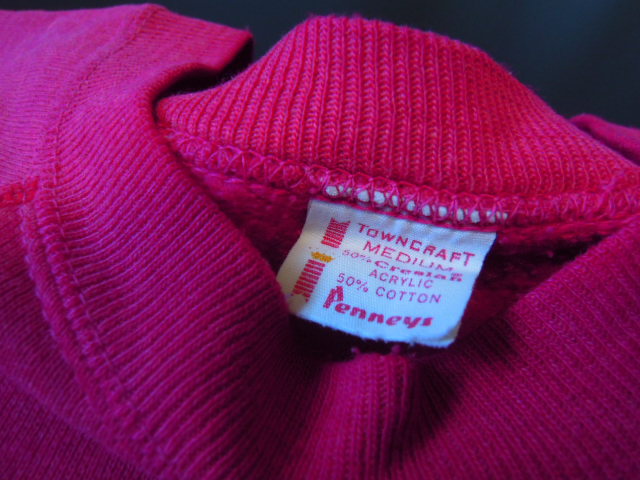 TOWNCRAFT
MEDIUM
50% Creslan
ACRYLIC
50% COTTON
Penneys